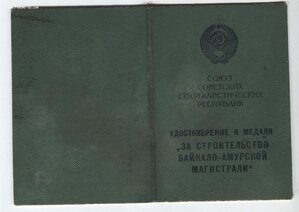 СОЮЗ
СОВЕТСКИХ
СОЦИАЛИСТИЧЕСКИХ
РЕСПУБЛИК
УДОСТОВЕРЕНИЕ К МЕДАЛИ
„ЗА СТРОИТЕЛЬСТВО
БАЙКАЛО-АМУРСКОЙ
МАГИСТРАЛИ“